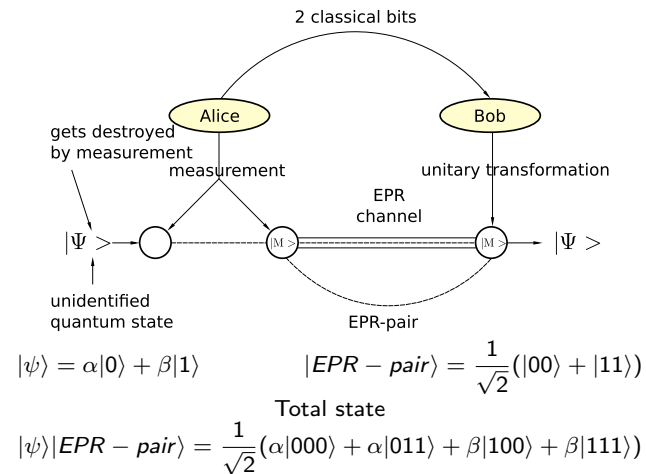 2 classical bits
Alice
Bob
gets destroyed
by measurement
measurement
unitary transformation
EPR
channel
|Ψ >
|M >
|M >
|Ψ >
unidentified
quantum state
EPR-pair
|ψ⟩ = α|0⟩ + β|1⟩
|EPR − pair⟩ = 1/√2(|00⟩ + |11⟩)
Total state
|ψ⟩|EPR − pair⟩ = 1/√2(α|000⟩ + α|011⟩ + β|100⟩ + β|111⟩)